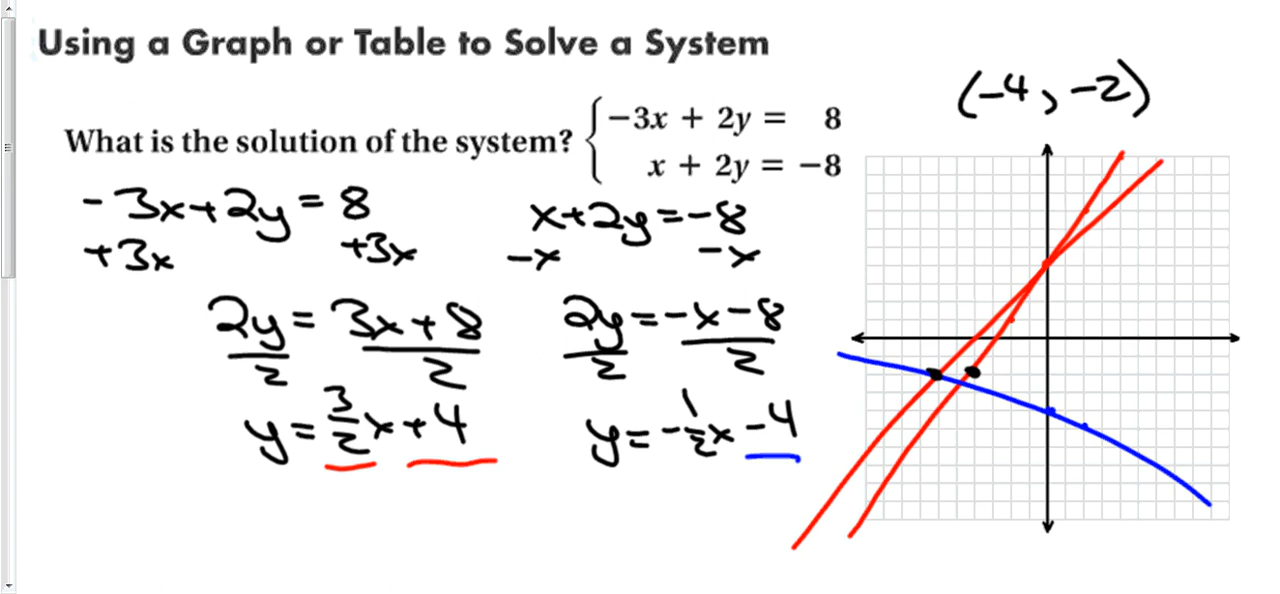 Using a Graph or Table to Solve a System
(-4, -2)
What is the solution of the system? { -3x + 2y = 8
x + 2y = -8
-3x+2y = 8
+3x +3x
2y = 3x + 8
2 2
y = 3/2 x + 4
x+2y=-8
-x -x
2y = -x - 8
2 2
y = -1/2 x - 4